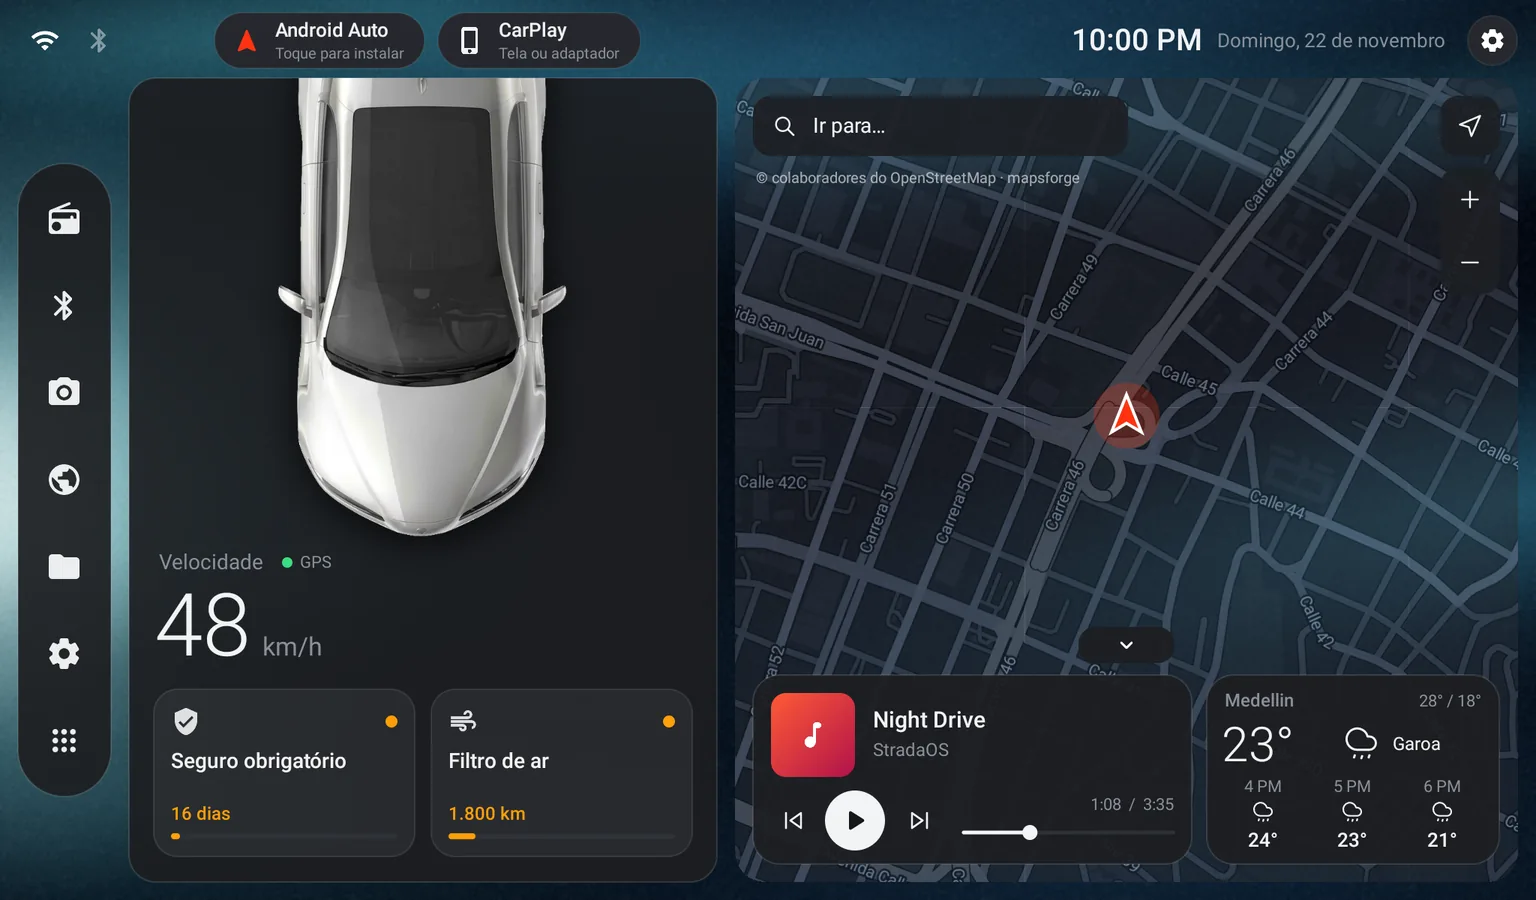 Android Auto
Toque para instalar
CarPlay
Tela ou adaptador
10:00 PM
Domingo, 22 de novembro
Ir para...
© colaboradores do OpenStreetMap · mapsforge
Carrera 46
Carrera 49
Carrera 44
San Juan
Calle 45
Calle 42C
Carrera 51
Carrera 50
Carrera 46
Calle 44
Calle 42
Velocidade
GPS
48 km/h
Seguro obrigatório
16 dias
Filtro de ar
1.800 km
Night Drive
StradaOS
1:08 / 3:35
Medellin
28° / 18°
23°
Garoa
4 PM
5 PM
6 PM
24°
23°
21°